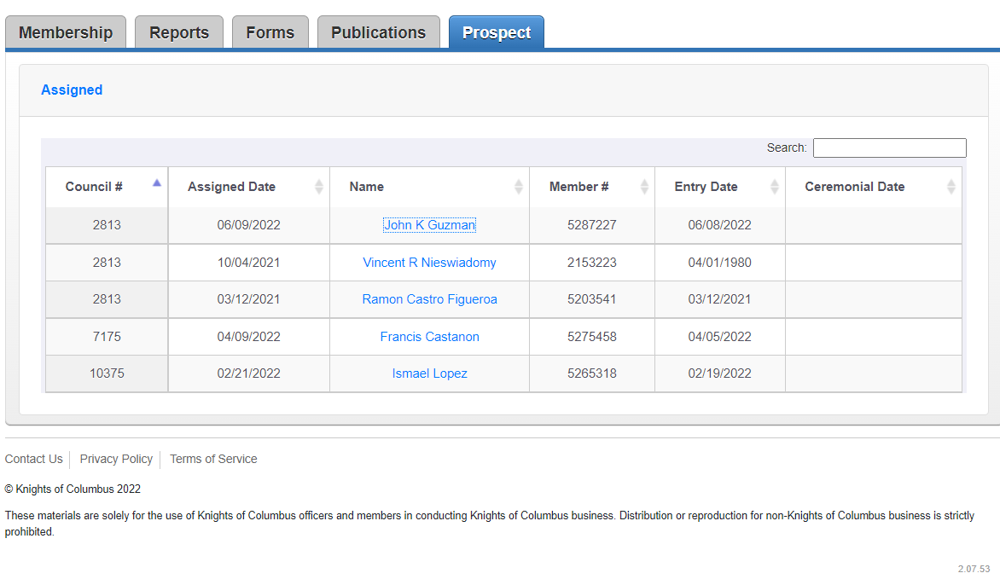 Membership Reports Forms Publications Prospect
Assigned
Search:
Council # Assigned Date Name Member # Entry Date Ceremonial Date
2813 06/09/2022 John K Guzman 5287227 06/08/2022
2813 10/04/2021 Vincent R Nieswiadomy 2153223 04/01/1980
2813 03/12/2021 Ramon Castro Figueroa 5203541 03/12/2021
7175 04/09/2022 Francis Castanon 5275458 04/05/2022
10375 02/21/2022 Ismael Lopez 5265318 02/19/2022
Contact Us Privacy Policy Terms of Service
© Knights of Columbus 2022
These materials are solely for the use of Knights of Columbus officers and members in conducting Knights of Columbus business. Distribution or reproduction for non-Knights of Columbus business is strictly
prohibited.
2.07.53